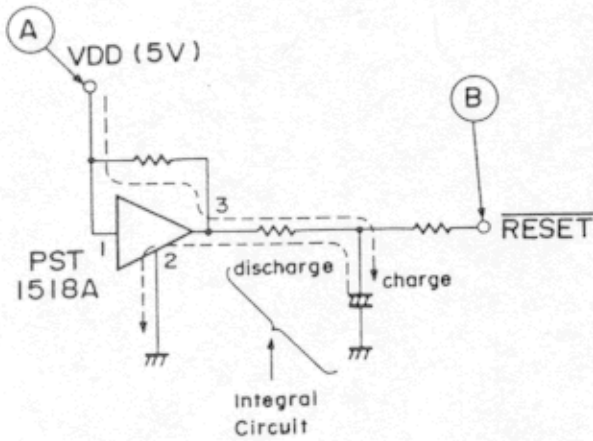 A
VDD (5V)
B
3
RESET
1
2
PST
1518A
discharge
charge
Integral
Circuit